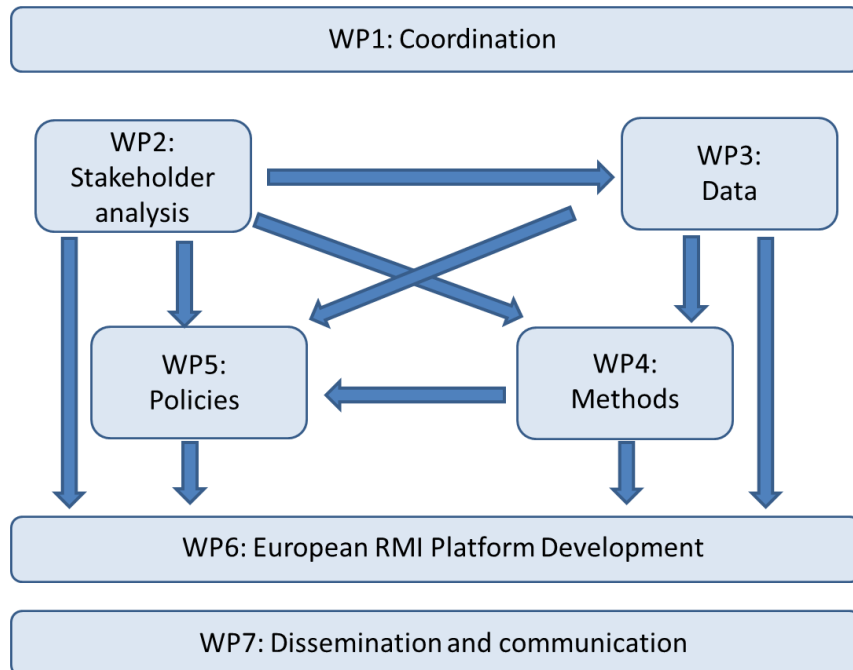 WP1: Coordination
WP2:
Stakeholder
analysis
WP3:
Data
WP5:
Policies
WP4:
Methods
WP6: European RMI Platform Development
WP7: Dissemination and communication